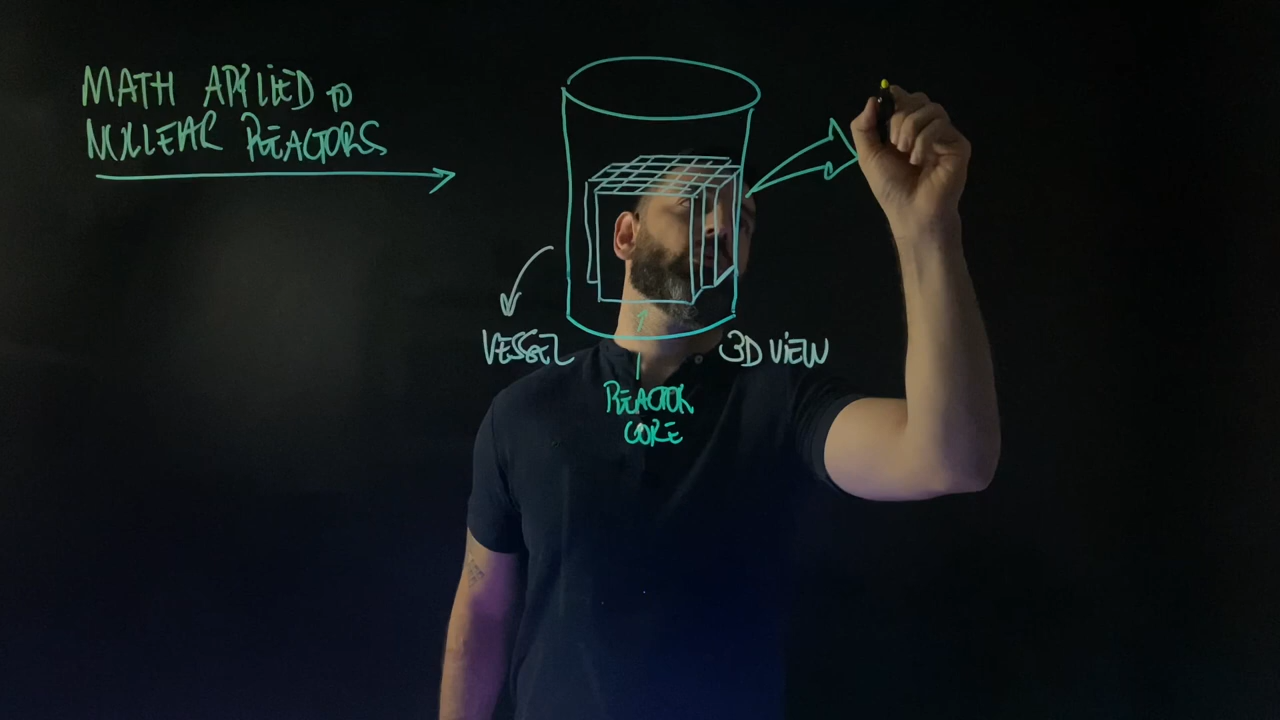 MATH APPLIED TO
NUCLEAR REACTORS
VESSEL
3D VIEW
REACTOR
CORE